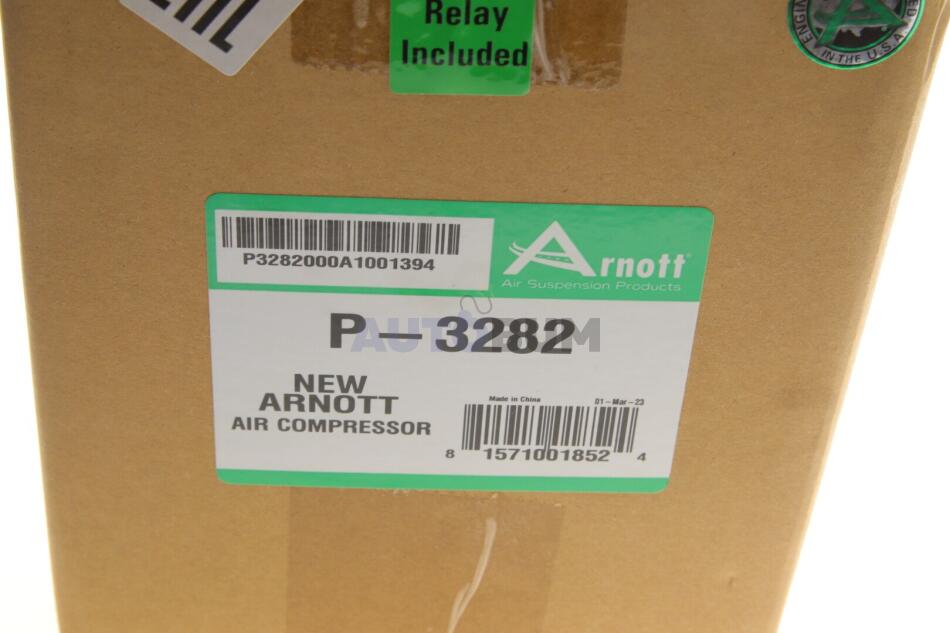 Relay
Included
IN THE U.S.A.
P3282000A1001394
Arnott
Air Suspension Products
P-3282
NEW
ARNOTT
AIR COMPRESSOR
Made in China
01-Mar-23
8 1571001852 4